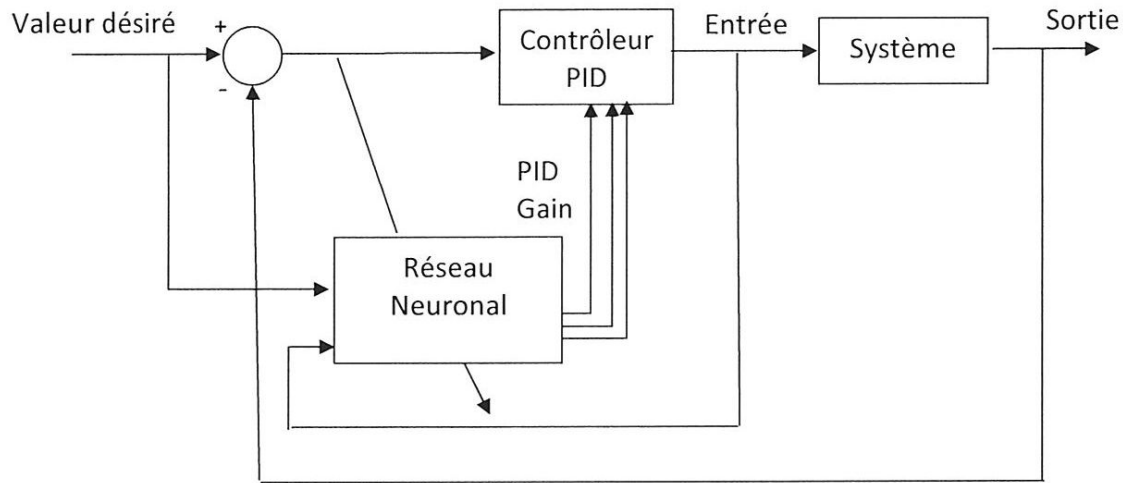 Valeur désiré
+
-
Contrôleur
PID
Entrée
Système
Sortie
PID
Gain
Réseau
Neuronal